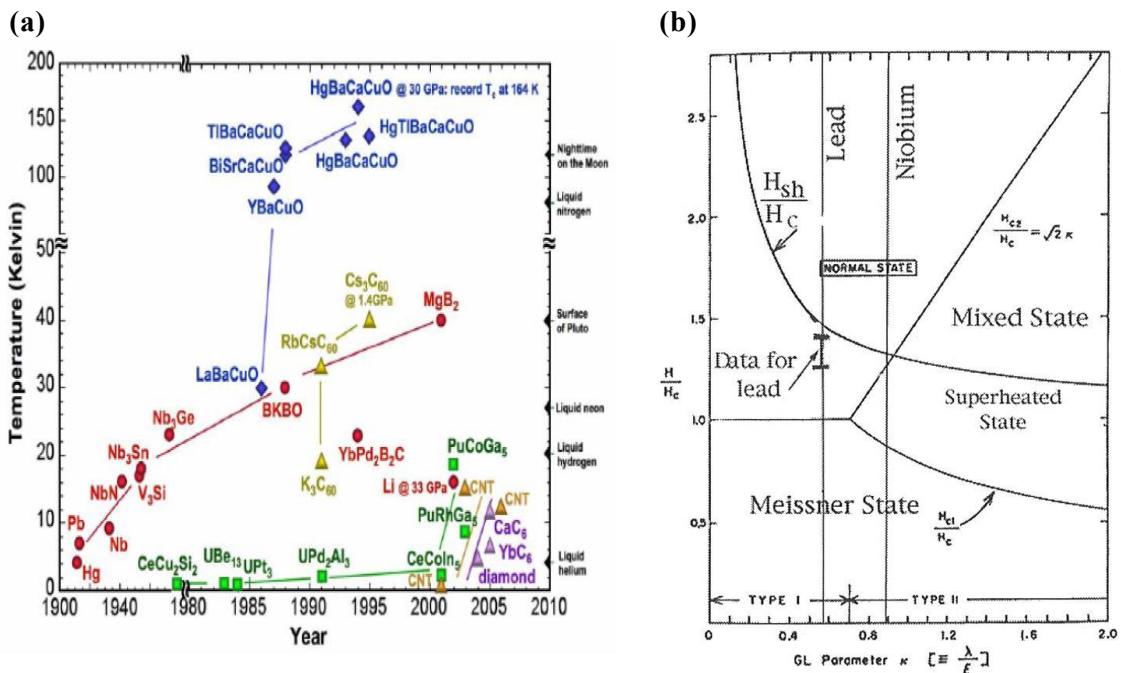 (a)
Temperature (Kelvin)
200
150
100
50
50
40
30
20
10
0
1900
1940
1980
1985
1990
1995
2000
2005
2010
Year
HgBaCaCuO @ 30 GPa: record Tc at 164 K
TlBaCaCuO
HgTlBaCaCuO
BiSrCaCuO
HgBaCaCuO
YBaCuO
Cs3C60
@ 1.4GPa
MgB2
RbCsC60
LaBaCuO
BKBO
Nb3Ge
YbPd2B2C
Nb3Sn
K3C60
PuCoGa5
NbN
V3Si
Li @ 33 GPa
CNT
CNT
Pb
Nb
PuRhGa5
CaC6
YbC6
Hg
CeCu2Si2
UBe13
UPt3
UPd2Al3
CeCoIn5
CNT
diamond
Nighttime
on the Moon
Liquid
nitrogen
Surface
of Pluto
Liquid neon
Liquid
hydrogen
Liquid
helium
(b)
H/Hc
2.5
2.0
1.5
1.0
0.5
Lead
Niobium
Hsh/Hc
Hc2/Hc = √2 κ
NORMAL STATE
Mixed State
Data for
lead
Superheated
State
Meissner State
Hc1/Hc
TYPE I
TYPE II
0
0.4
0.8
1.2
1.6
2.0
GL Parameter κ [≡ λ/ξ]